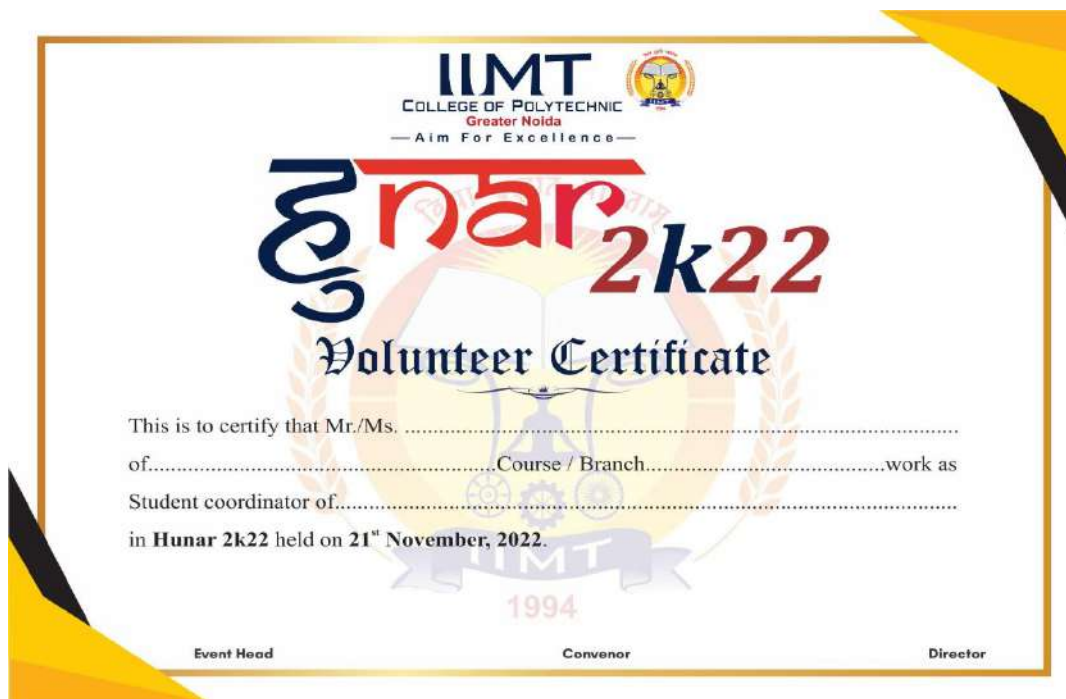 IIMT
COLLEGE OF POLYTECHNIC
Greater Noida
Aim For Excellence
हुnar 2k22
Volunteer Certificate
This is to certify that Mr./Ms. ........................................................................................................
of.................................................................Course / Branch.............................................work as
Student coordinator of.....................................................................................................................
in Hunar 2k22 held on 21st November, 2022.
IIMT
1994
Event Head Convenor Director